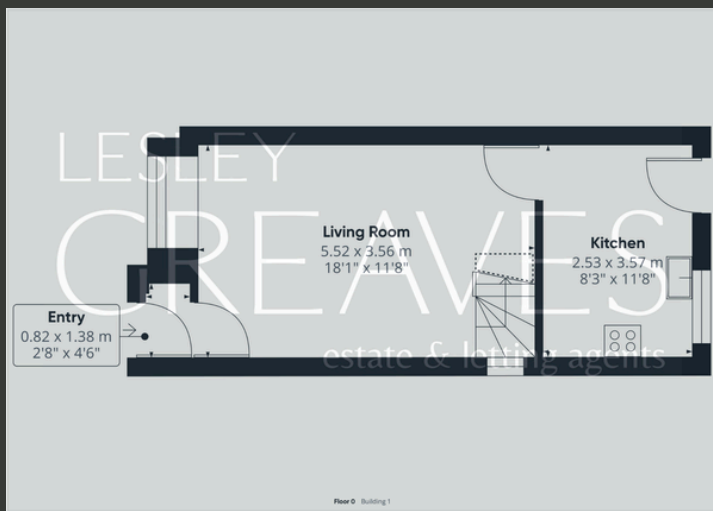 LESLEY
GREAVES
estate & letting agents
Living Room
5.52 x 3.56 m
18'1" x 11'8"
Kitchen
2.53 x 3.57 m
8'3" x 11'8"
Entry
0.82 x 1.38 m
2'8" x 4'6"
Floor 0 Building 1